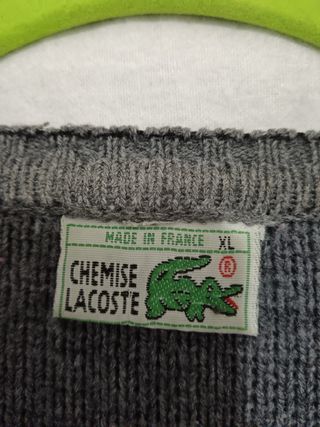 MADE IN FRANCE XL
®
CHEMISE
LACOSTE